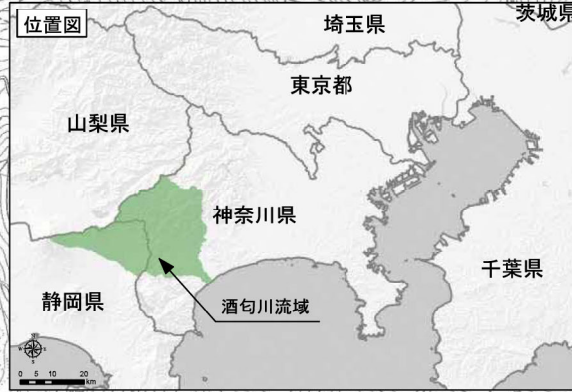 位置図
埼玉県
茨城県
東京都
山梨県
神奈川県
千葉県
静岡県
酒匂川流域
N
W E
S
0 5 10 20
km